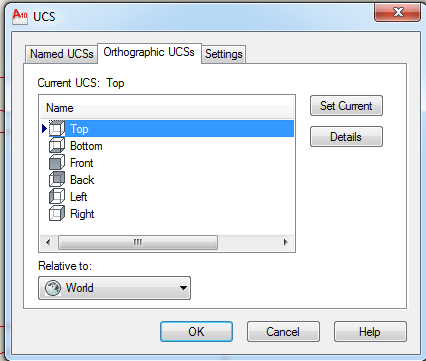 A10 UCS
Named UCSs Orthographic UCSs Settings
Current UCS: Top
Name
Set Current
Top
Details
Bottom
Front
Back
Left
Right
Relative to:
World
OK Cancel Help